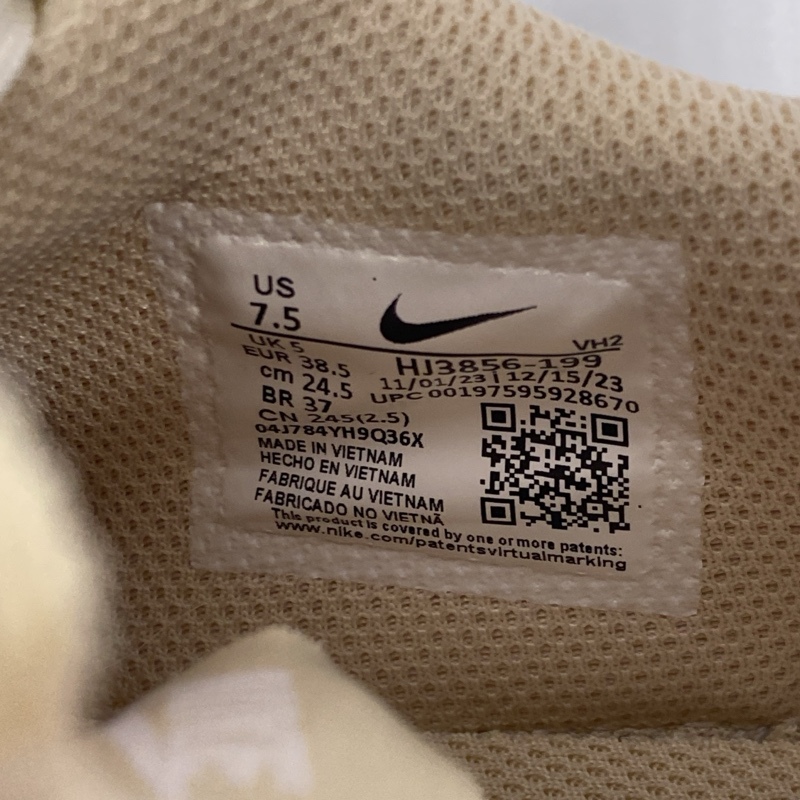 US
7.5
VH2
UK 5
EUR 38.5
cm 24.5
BR 37
CN 245(2.5)
HJ3856-199
11/01/23 | 12/15/23
UPC 00197595928670
04J784YH9Q36X
MADE IN VIETNAM
HECHO EN VIETNAM
FABRIQUE AU VIETNAM
FABRICADO NO VIETNÃ
This product is covered by one or more patents:
www.nike.com/patentsvirtualmarking